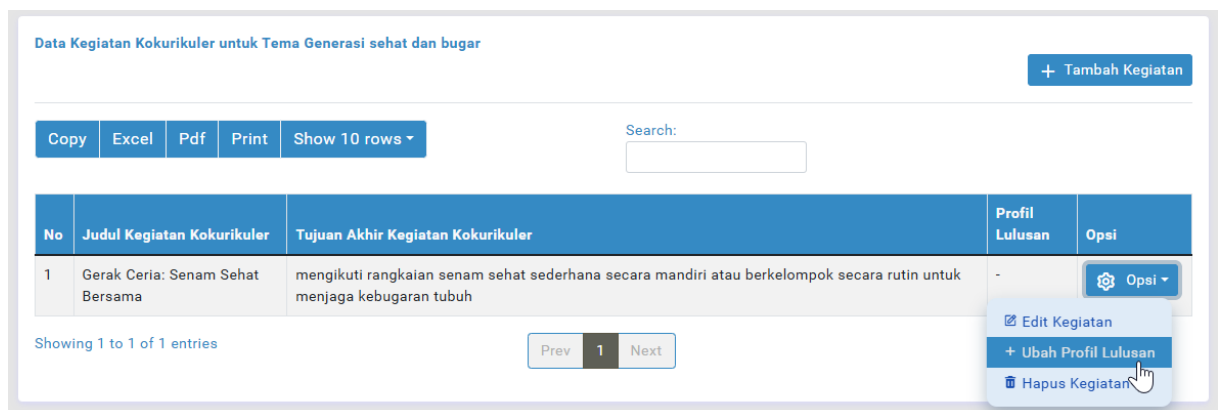 Data Kegiatan Kokurikuler untuk Tema Generasi sehat dan bugar
+ Tambah Kegiatan
Copy Excel Pdf Print Show 10 rows
Search:
No Judul Kegiatan Kokurikuler Tujuan Akhir Kegiatan Kokurikuler Profil Lulusan Opsi
1 Gerak Ceria: Senam Sehat Bersama mengikuti rangkaian senam sehat sederhana secara mandiri atau berkelompok secara rutin untuk menjaga kebugaran tubuh - Opsi
Edit Kegiatan
+ Ubah Profil Lulusan
Hapus Kegiatan
Showing 1 to 1 of 1 entries
Prev 1 Next